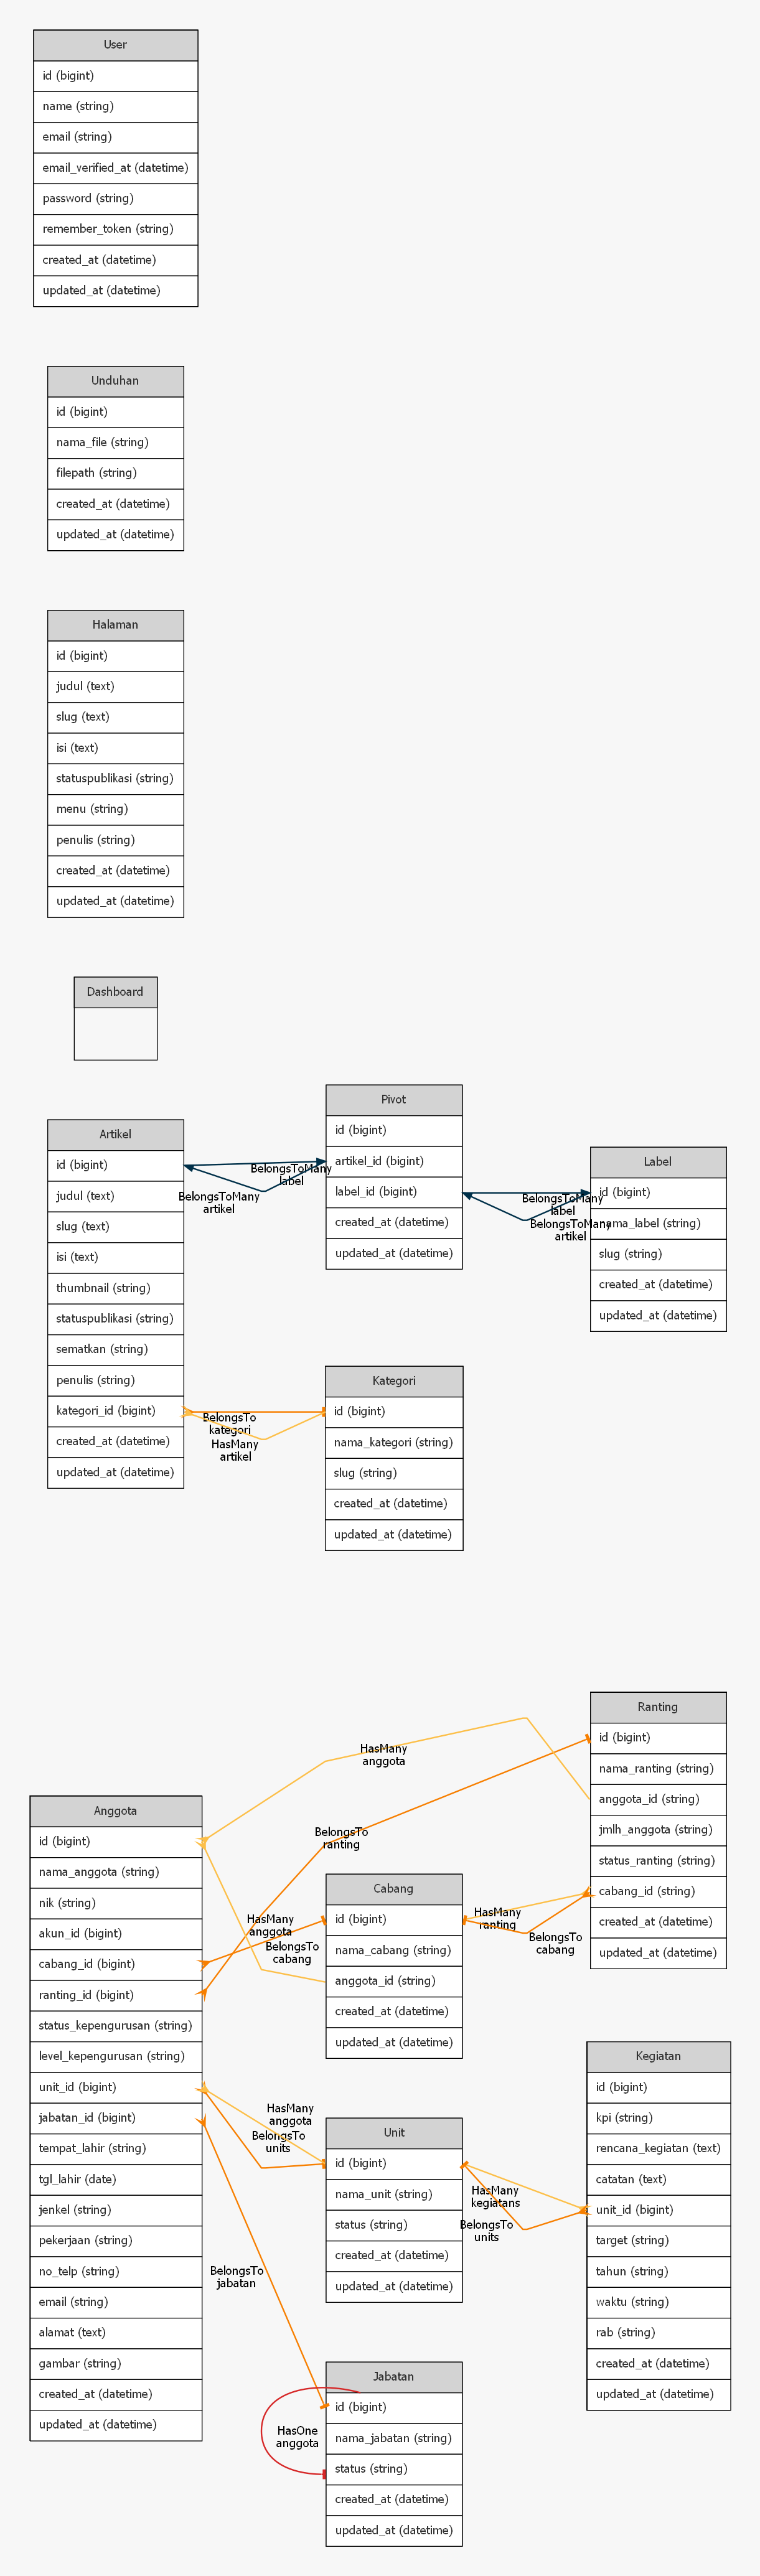 User
id (bigint)
name (string)
email (string)
email_verified_at (datetime)
password (string)
remember_token (string)
created_at (datetime)
updated_at (datetime)
Unduhan
id (bigint)
nama_file (string)
filepath (string)
created_at (datetime)
updated_at (datetime)
Halaman
id (bigint)
judul (text)
slug (text)
isi (text)
statuspublikasi (string)
menu (string)
penulis (string)
created_at (datetime)
updated_at (datetime)
Dashboard
Artikel
id (bigint)
judul (text)
slug (text)
isi (text)
thumbnail (string)
statuspublikasi (string)
sematkan (string)
penulis (string)
kategori_id (bigint)
created_at (datetime)
updated_at (datetime)
BelongsToMany
label
BelongsToMany
artikel
Pivot
id (bigint)
artikel_id (bigint)
label_id (bigint)
created_at (datetime)
updated_at (datetime)
BelongsToMany
label
BelongsToMany
artikel
Label
id (bigint)
nama_label (string)
slug (string)
created_at (datetime)
updated_at (datetime)
BelongsTo
kategori
HasMany
artikel
Kategori
id (bigint)
nama_kategori (string)
slug (string)
created_at (datetime)
updated_at (datetime)
Anggota
id (bigint)
nama_anggota (string)
nik (string)
akun_id (bigint)
cabang_id (bigint)
ranting_id (bigint)
status_kepengurusan (string)
level_kepengurusan (string)
unit_id (bigint)
jabatan_id (bigint)
tempat_lahir (string)
tgl_lahir (date)
jenkel (string)
pekerjaan (string)
no_telp (string)
email (string)
alamat (text)
gambar (string)
created_at (datetime)
updated_at (datetime)
HasMany
anggota
BelongsTo
ranting
HasMany
anggota
BelongsTo
cabang
Cabang
id (bigint)
nama_cabang (string)
anggota_id (string)
created_at (datetime)
updated_at (datetime)
HasMany
ranting
BelongsTo
cabang
Ranting
id (bigint)
nama_ranting (string)
anggota_id (string)
jmlh_anggota (string)
status_ranting (string)
cabang_id (string)
created_at (datetime)
updated_at (datetime)
HasMany
anggota
BelongsTo
units
Unit
id (bigint)
nama_unit (string)
status (string)
created_at (datetime)
updated_at (datetime)
HasMany
kegiatans
BelongsTo
units
Kegiatan
id (bigint)
kpi (string)
rencana_kegiatan (text)
catatan (text)
unit_id (bigint)
target (string)
tahun (string)
waktu (string)
rab (string)
created_at (datetime)
updated_at (datetime)
BelongsTo
jabatan
HasOne
anggota
Jabatan
id (bigint)
nama_jabatan (string)
status (string)
created_at (datetime)
updated_at (datetime)